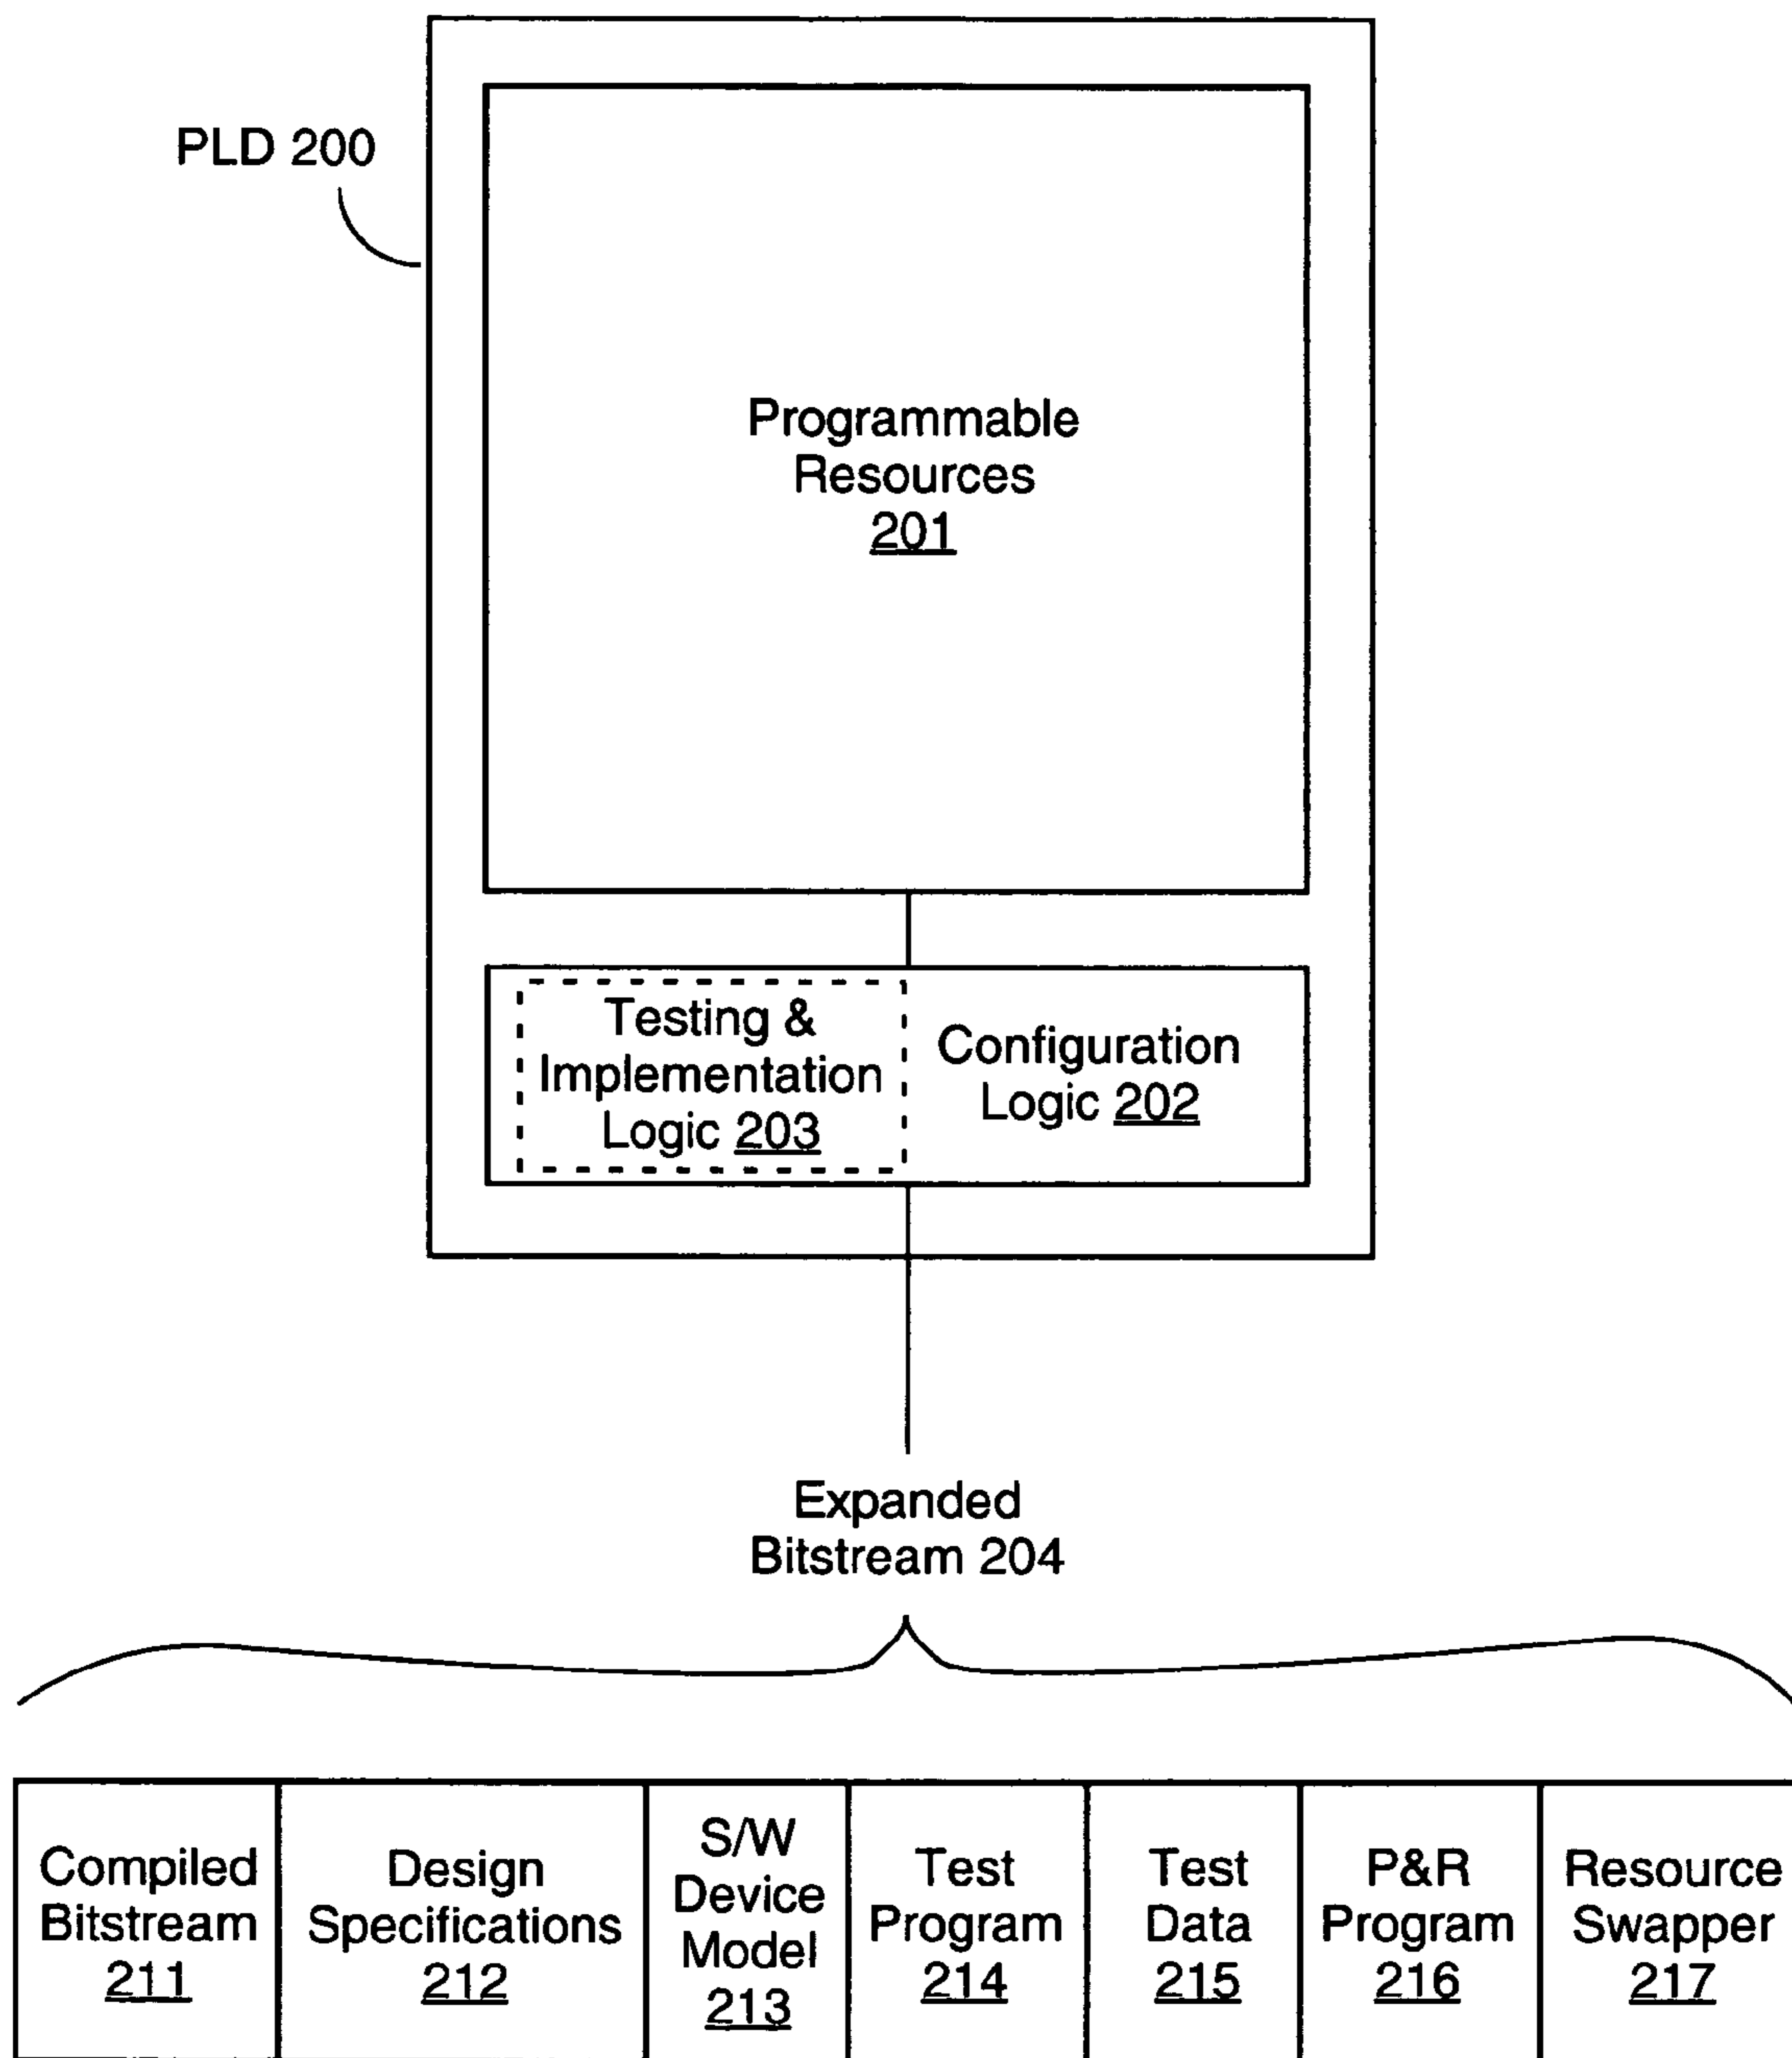 PLD 200
Programmable
Resources
201
Testing &
Implementation
Logic 203
Configuration
Logic 202
Expanded
Bitstream 204
Compiled
Bitstream
211
Design
Specifications
212
S/W
Device
Model
213
Test
Program
214
Test
Data
215
P&R
Program
216
Resource
Swapper
217